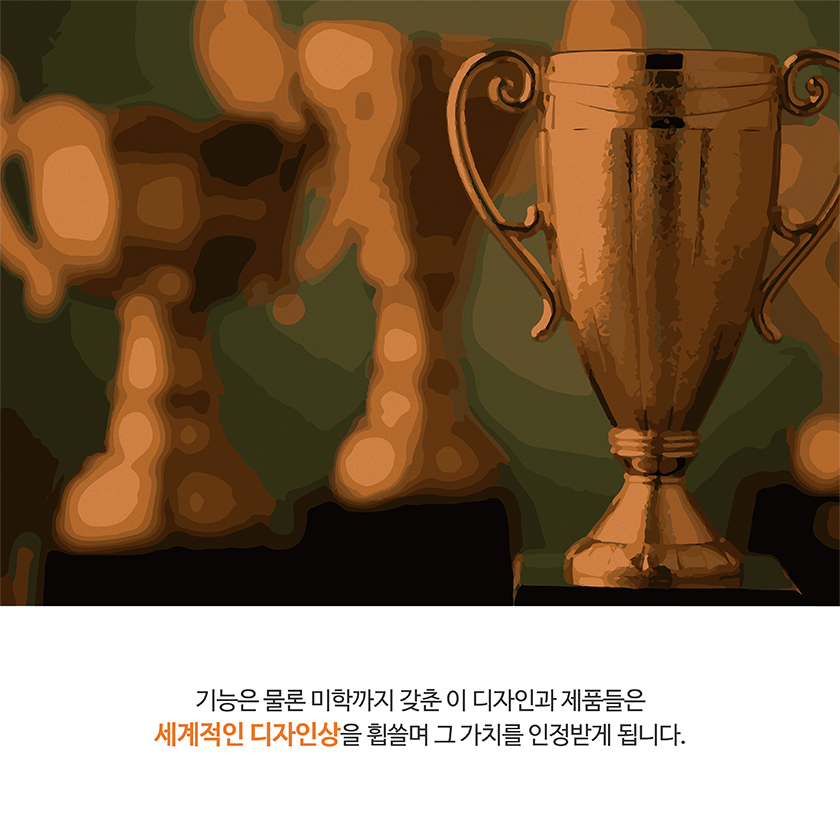 기능은 물론 미학까지 갖춘 이 디자인과 제품들은
세계적인 디자인상을 휩쓸며 그 가치를 인정받게 됩니다.